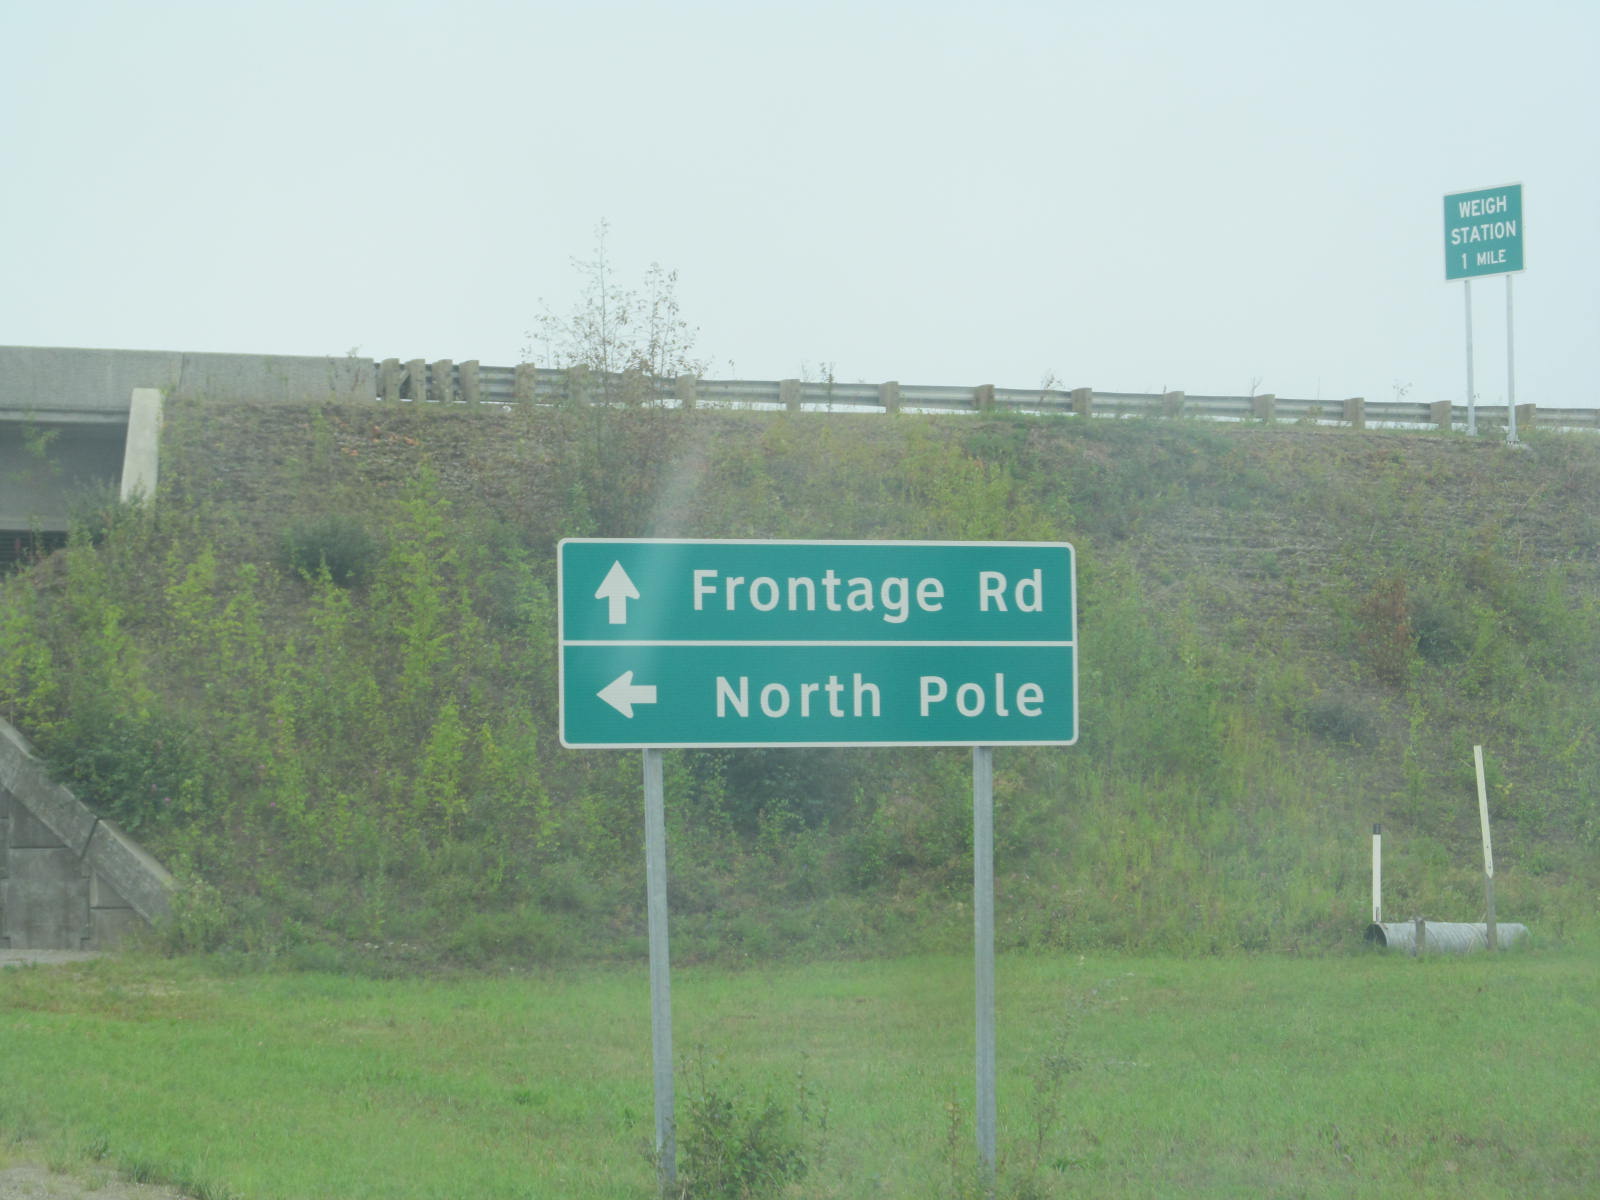 WEIGH
STATION
1 MILE
Frontage Rd
North Pole